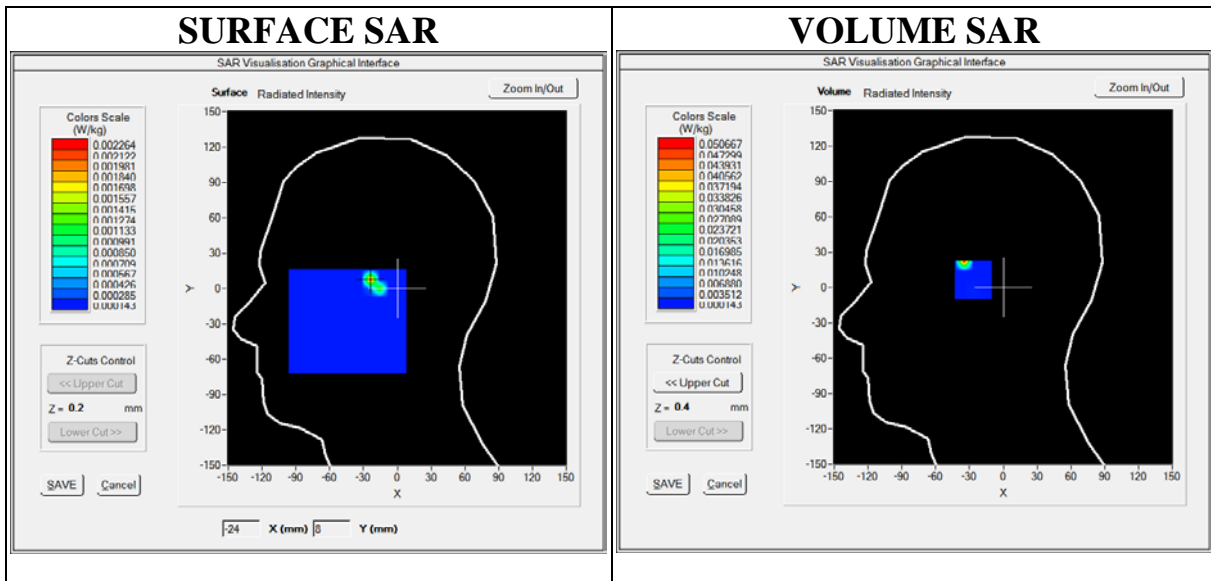 SURFACE SAR
SAR Visualisation Graphical Interface
Surface Radiated Intensity
Zoom In/Out
Colors Scale
(W/kg)
0.002264
0.002122
0.001981
0.001840
0.001698
0.001557
0.001415
0.001274
0.001133
0.000991
0.000850
0.000709
0.000567
0.000426
0.000285
0.000143
150
120
90
60
30
0
-30
-60
-90
-120
-150
Y
-150 -120 -90 -60 -30 0 30 60 90 120 150
X
Z-Cuts Control
<< Upper Cut
Z = 0.2 mm
Lower Cut >>
SAVE Cancel
-24 X (mm) 8 Y (mm)
VOLUME SAR
SAR Visualisation Graphical Interface
Volume Radiated Intensity
Zoom In/Out
Colors Scale
(W/kg)
0.050667
0.047299
0.043931
0.040562
0.037194
0.033826
0.030458
0.027089
0.023721
0.020353
0.016985
0.013616
0.010248
0.006880
0.003512
0.000143
150
120
90
60
30
0
-30
-60
-90
-120
-150
Y
-150 -120 -90 -60 -30 0 30 60 90 120 150
X
Z-Cuts Control
<< Upper Cut
Z = 0.4 mm
Lower Cut >>
SAVE Cancel